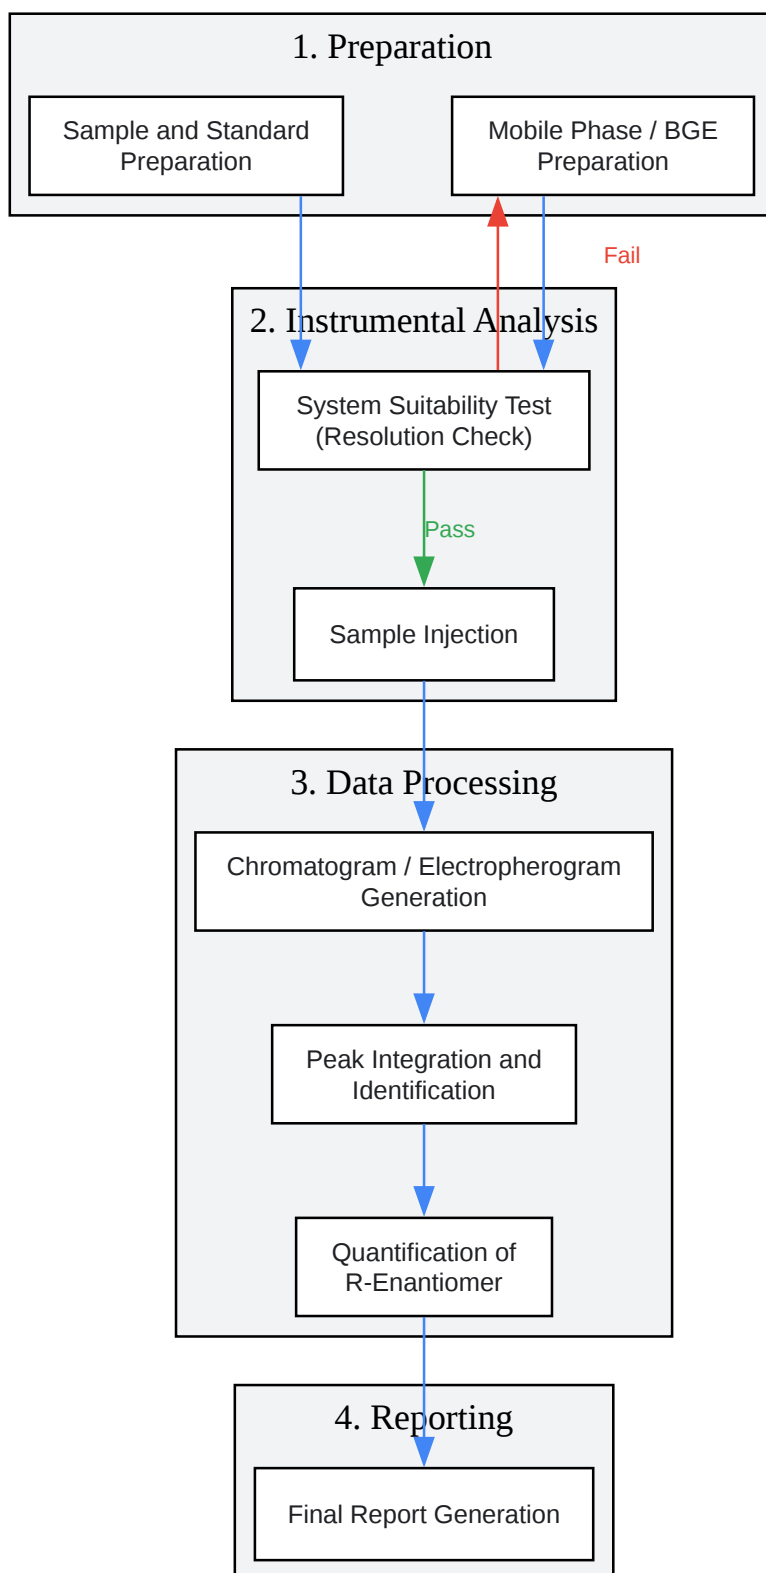 1. Preparation
Sample and Standard
Preparation
Mobile Phase / BGE
Preparation
Fail
2. Instrumental Analysis
System Suitability Test
(Resolution Check)
Pass
Sample Injection
3. Data Processing
Chromatogram / Electropherogram
Generation
Peak Integration and
Identification
Quantification of
R-Enantiomer
4. Reporting
Final Report Generation